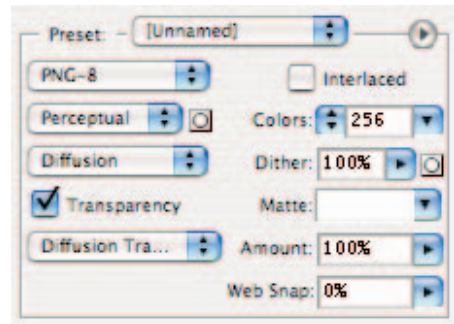 Preset: [Unnamed]
PNG-8 Interlaced
Perceptual Colors: 256
Diffusion Dither: 100%
Transparency Matte:
Diffusion Tra... Amount: 100%
Web Snap: 0%